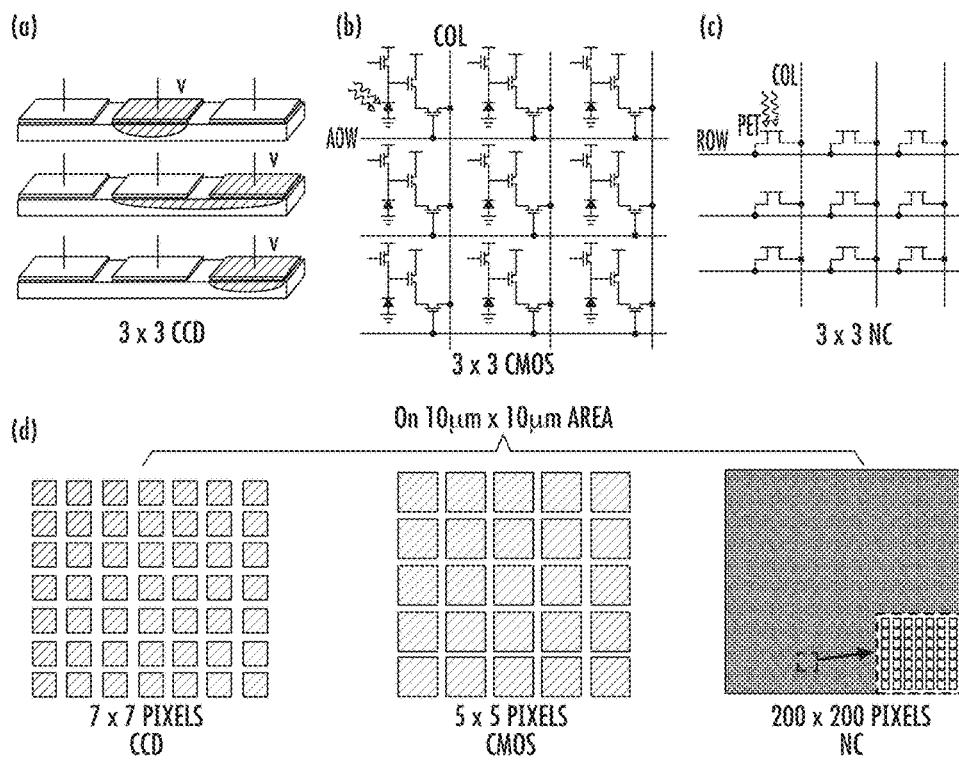 (a)
V
V
V
3 x 3 CCD
(b)
COL
AOW
3 x 3 CMOS
(c)
COL
PET
ROW
3 x 3 NC
(d)
On 10μm x 10μm AREA
7 x 7 PIXELS
CCD
5 x 5 PIXELS
CMOS
200 x 200 PIXELS
NC